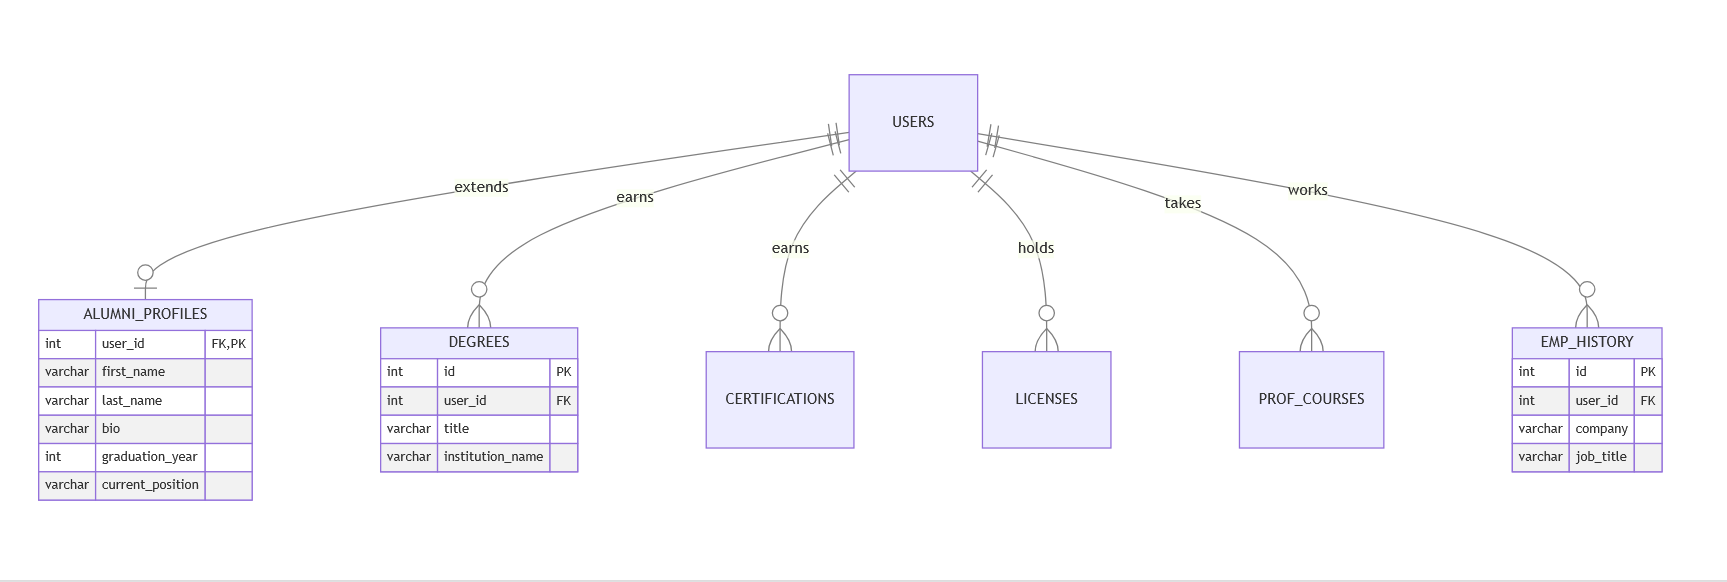 USERS
extends
earns
earns
holds
takes
works
ALUMNI_PROFILES
int user_id FK,PK
varchar first_name
varchar last_name
varchar bio
int graduation_year
varchar current_position
DEGREES
int id PK
int user_id FK
varchar title
varchar institution_name
CERTIFICATIONS
LICENSES
PROF_COURSES
EMP_HISTORY
int id PK
int user_id FK
varchar company
varchar job_title